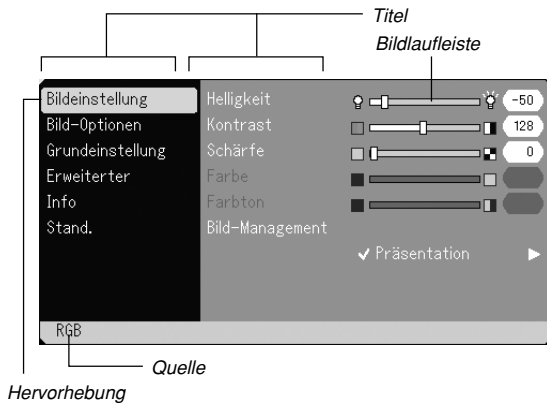 Titel
Bildlaufleiste
Bildeinstellung
Helligkeit
-50
Bild-Optionen
Kontrast
128
Grundeinstellung
Schärfe
0
Erweiterter
Farbe
Info
Farbton
Stand.
Bild-Management
✓ Präsentation
RGB
Quelle
Hervorhebung